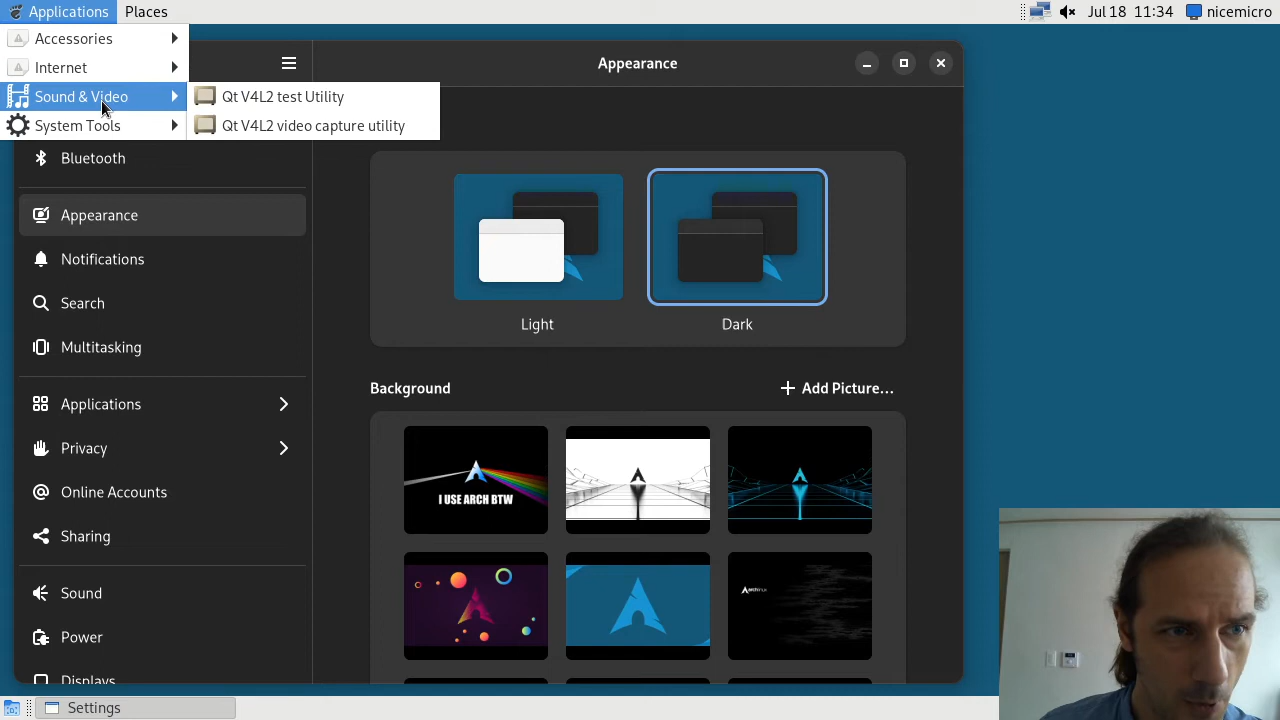 Applications
Places
Jul 18 11:34
nicemicro
Accessories
Internet
Sound & Video
System Tools
Qt V4L2 test Utility
Qt V4L2 video capture utility
Appearance
Bluetooth
Appearance
Notifications
Search
Multitasking
Applications
Privacy
Online Accounts
Sharing
Sound
Power
Displays
Light
Dark
Background
Add Picture...
I USE ARCH BTW
archlinux
Settings